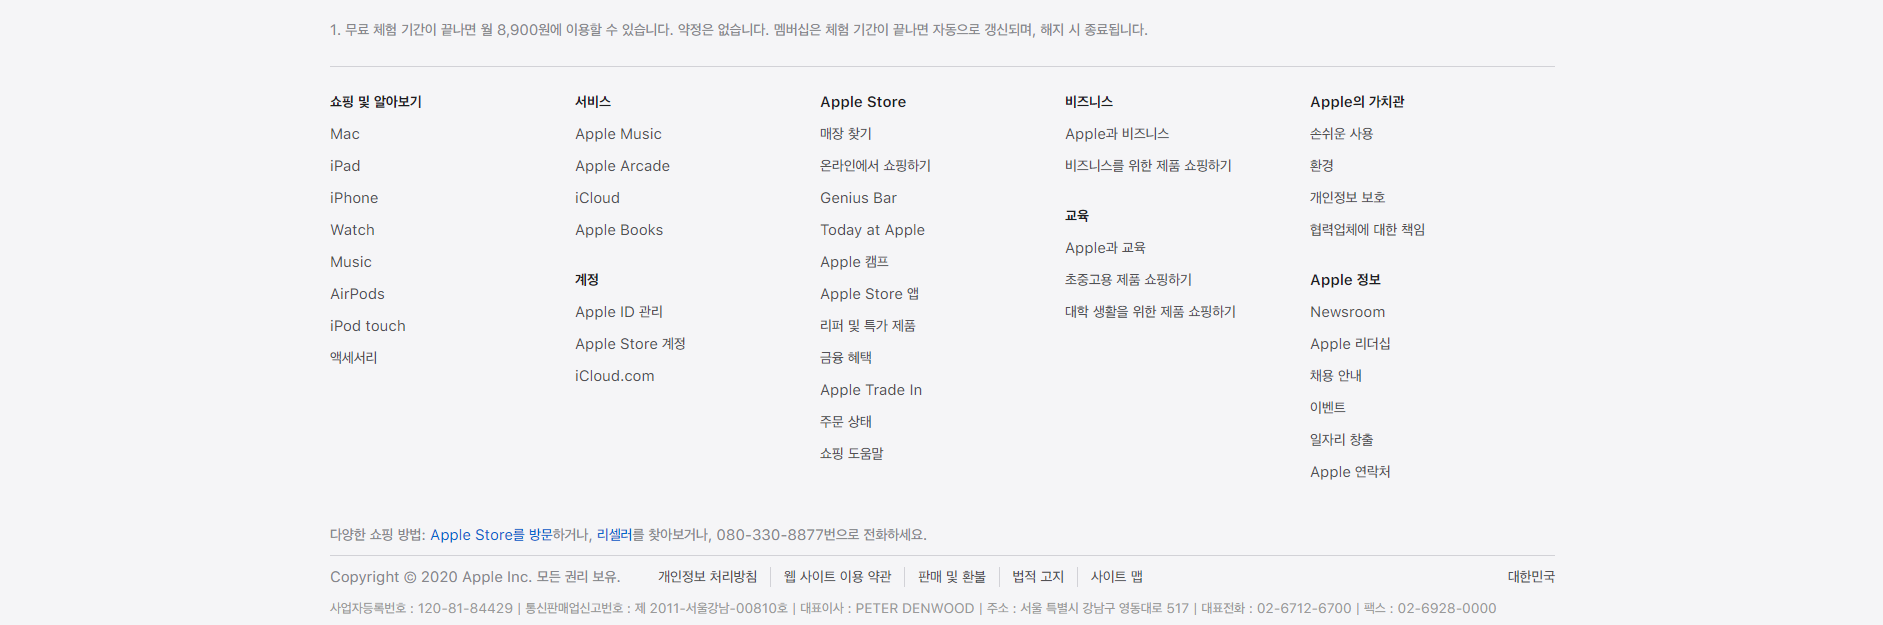 1. 무료 체험 기간이 끝나면 월 8,900원에 이용할 수 있습니다. 약정은 없습니다. 멤버십은 체험 기간이 끝나면 자동으로 갱신되며, 해지 시 종료됩니다.
쇼핑 및 알아보기
Mac
iPad
iPhone
Watch
Music
AirPods
iPod touch
액세서리
서비스
Apple Music
Apple Arcade
iCloud
Apple Books
계정
Apple ID 관리
Apple Store 계정
iCloud.com
Apple Store
매장 찾기
온라인에서 쇼핑하기
Genius Bar
Today at Apple
Apple 캠프
Apple Store 앱
리퍼 및 특가 제품
금융 혜택
Apple Trade In
주문 상태
쇼핑 도움말
비즈니스
Apple과 비즈니스
비즈니스를 위한 제품 쇼핑하기
교육
Apple과 교육
초중고용 제품 쇼핑하기
대학 생활을 위한 제품 쇼핑하기
Apple의 가치관
손쉬운 사용
환경
개인정보 보호
협력업체에 대한 책임
Apple 정보
Newsroom
Apple 리더십
채용 안내
이벤트
일자리 창출
Apple 연락처
다양한 쇼핑 방법: Apple Store를 방문하거나, 리셀러를 찾아보거나, 080-330-8877번으로 전화하세요.
Copyright © 2020 Apple Inc. 모든 권리 보유. 개인정보 처리방침 | 웹 사이트 이용 약관 | 판매 및 환불 | 법적 고지 | 사이트 맵 대한민국
사업자등록번호 : 120-81-84429 | 통신판매업신고번호 : 제 2011-서울강남-00810호 | 대표이사 : PETER DENWOOD | 주소 : 서울 특별시 강남구 영동대로 517 | 대표전화 : 02-6712-6700 | 팩스 : 02-6928-0000